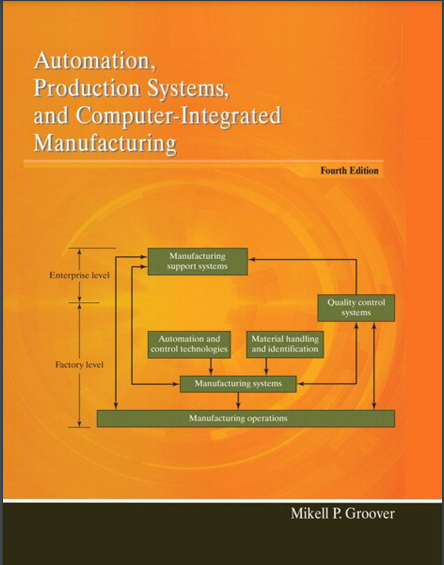 Automation,
Production Systems,
and Computer-Integrated
Manufacturing
Fourth Edition
Manufacturing
support systems
Enterprise level
Quality control
systems
Automation and
control technologies
Material handling
and identification
Factory level
Manufacturing systems
Manufacturing operations
Mikell P. Groover